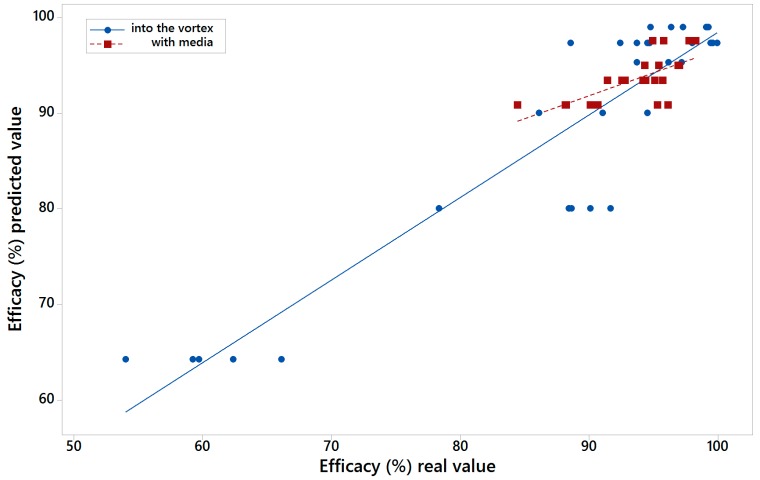 100
90
80
70
60
50 60 70 80 90 100
Efficacy (%) predicted value
Efficacy (%) real value
into the vortex
with media